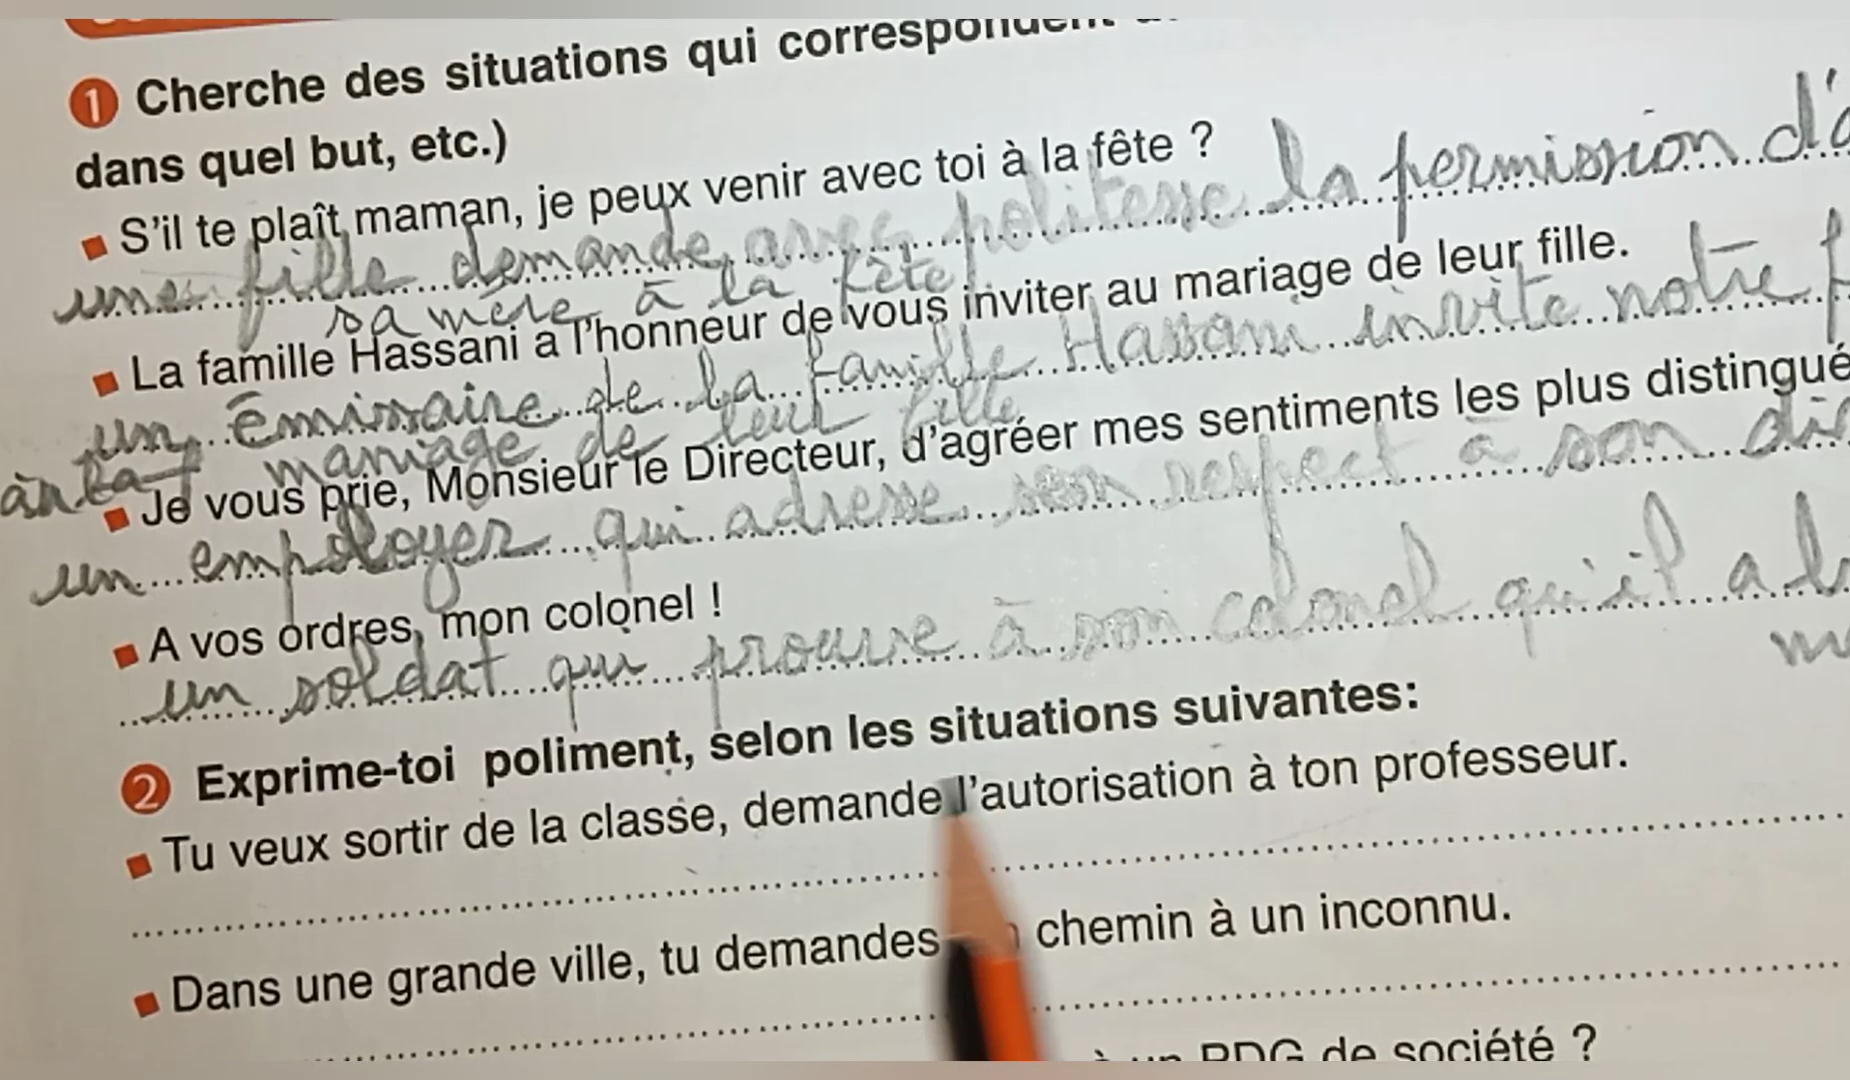 1 Cherche des situations qui correspondent
dans quel but, etc.)
S'il te plaît maman, je peux venir avec toi à la fête ?
une fille demande avec politesse la permission d'a
sa mère à la fête
La famille Hassani a l'honneur de vous inviter au mariage de leur fille.
un émissaire de la famille Hassani invite notre f
mariage de leur fille
Je vous prie, Monsieur le Directeur, d'agréer mes sentiments les plus distingué
un employer qui adresse son respect à son dir
A vos ordres, mon colonel !
un soldat qui prouve à son colonel qu'il a
2 Exprime-toi poliment, selon les situations suivantes:
Tu veux sortir de la classe, demande l'autorisation à ton professeur.
Dans une grande ville, tu demandes chemin à un inconnu.
à un PDG de société ?